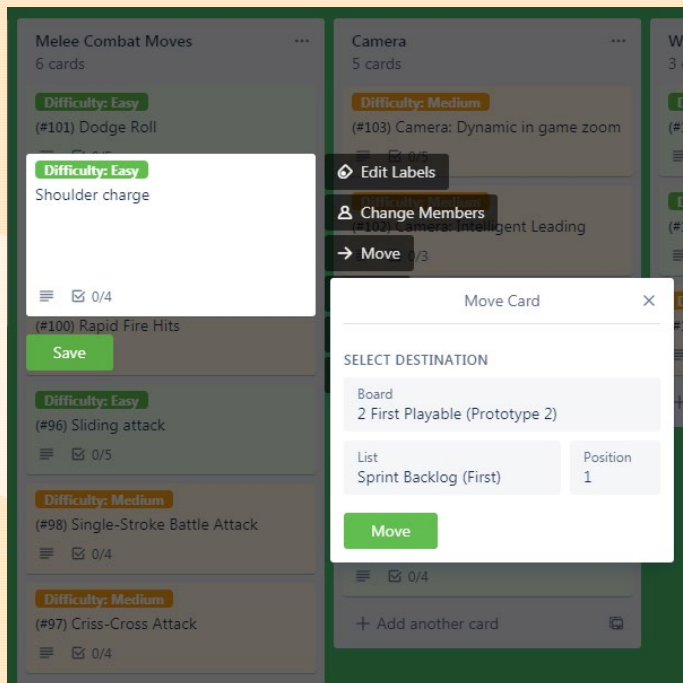 Melee Combat Moves
6 cards
Difficulty: Easy
(#101) Dodge Roll
Difficulty: Easy
Shoulder charge
0/4
(#100) Rapid Fire Hits
Save
Difficulty: Easy
(#96) Sliding attack
0/5
Difficulty: Medium
(#98) Single-Stroke Battle Attack
0/4
Difficulty: Medium
(#97) Criss-Cross Attack
0/4
Camera
5 cards
Difficulty: Medium
(#103) Camera: Dynamic in game zoom
0/5
Edit Labels
Difficulty: Medium
Change Members
(#102) Camera: Intelligent Leading
Move
0/3
Move Card
SELECT DESTINATION
Board
2 First Playable (Prototype 2)
List
Sprint Backlog (First)
Position
1
Move
0/4
+ Add another card
W
3